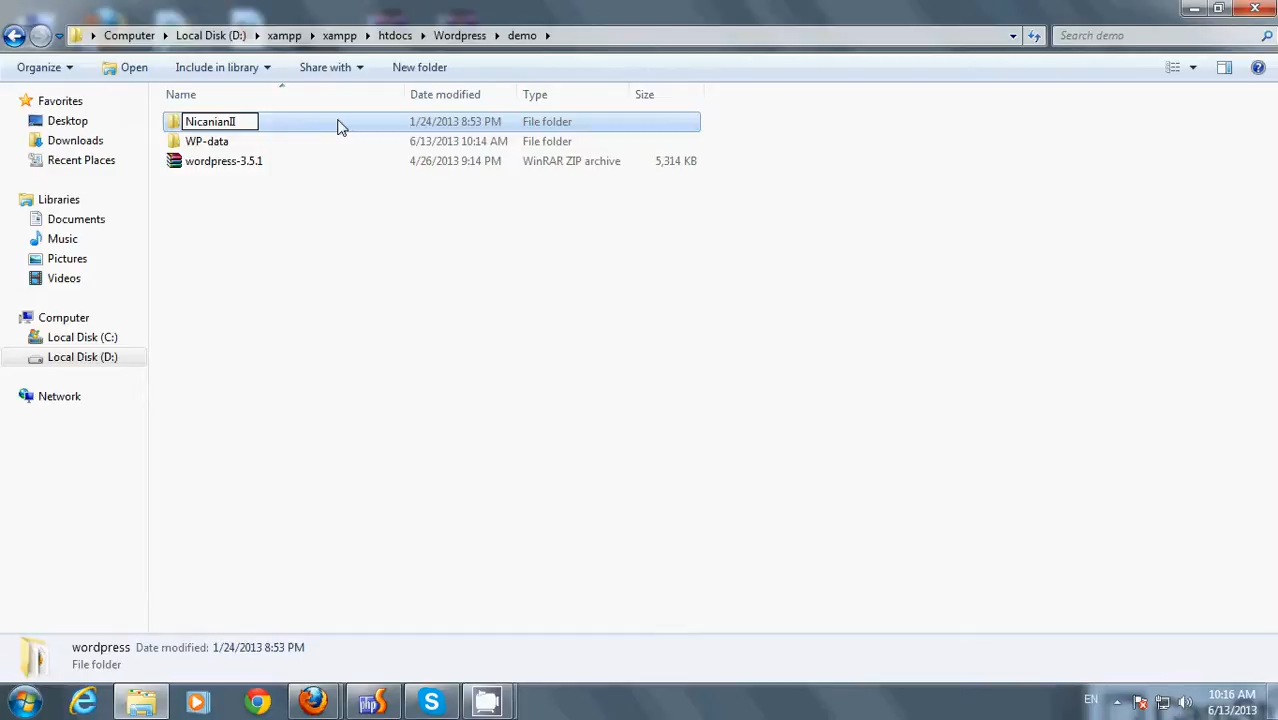 Computer Local Disk (D:) xampp xampp htdocs Wordpress demo
Search demo
Organize Open Include in library Share with New folder
Name Date modified Type Size
NicanianII 1/24/2013 8:53 PM File folder
WP-data 6/13/2013 10:14 AM File folder
wordpress-3.5.1 4/26/2013 9:14 PM WinRAR ZIP archive 5,314 KB
Favorites
Desktop
Downloads
Recent Places
Libraries
Documents
Music
Pictures
Videos
Computer
Local Disk (C:)
Local Disk (D:)
Network
wordpress Date modified: 1/24/2013 8:53 PM
File folder
EN
10:16 AM
6/13/2013